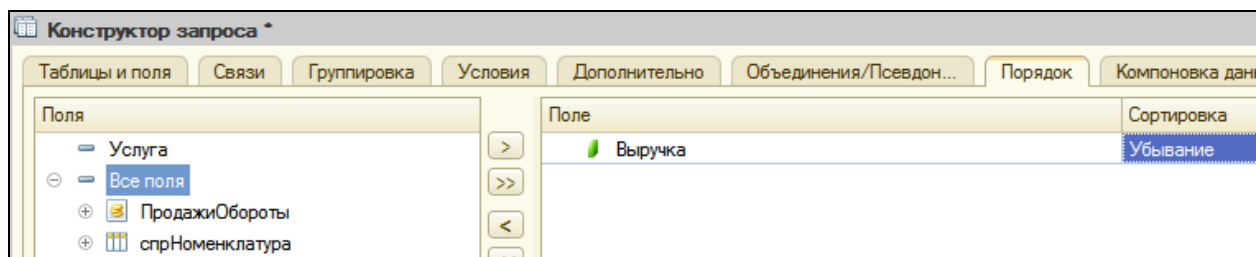 Конструктор запроса *
Таблицы и поля Связи Группировка Условия Дополнительно Объединения/Псевдон... Порядок Компоновка дан
Поля Поле Сортировка
Услуга > Выручка Убывание
Все поля >>
ПродажиОбороты <
спрНоменклатура